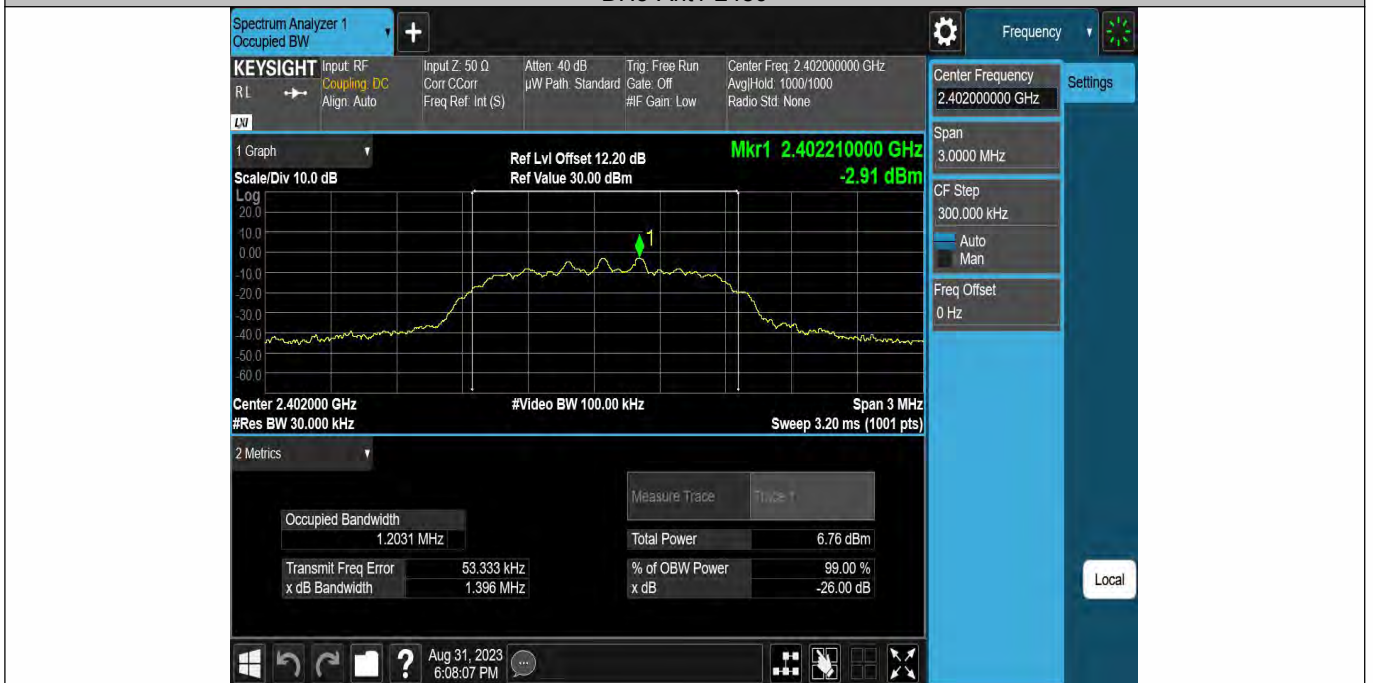 Spectrum Analyzer 1
Occupied BW
+
Frequency
KEYSIGHT
Input: RF
Coupling: DC
Align: Auto
RL
LXI
Input Z: 50 Ω
Corr CCorr
Freq Ref: Int (S)
Atten: 40 dB
µW Path: Standard
Trig: Free Run
Gate: Off
#IF Gain: Low
Center Freq: 2.402000000 GHz
Avg|Hold: 1000/1000
Radio Std: None
Center Frequency
2.402000000 GHz
Settings
Span
3.0000 MHz
CF Step
300.000 kHz
Auto
Man
Freq Offset
0 Hz
1 Graph
Scale/Div 10.0 dB
Ref Lvl Offset 12.20 dB
Ref Value 30.00 dBm
Mkr1 2.402210000 GHz
-2.91 dBm
Log
20.0
10.0
0.00
-10.0
-20.0
-30.0
-40.0
-50.0
-60.0
1
Center 2.402000 GHz
#Video BW 100.00 kHz
Span 3 MHz
#Res BW 30.000 kHz
Sweep 3.20 ms (1001 pts)
2 Metrics
Measure Trace
Trace 1
Occupied Bandwidth
1.2031 MHz
Total Power
6.76 dBm
Transmit Freq Error
53.333 kHz
% of OBW Power
99.00 %
x dB Bandwidth
1.396 MHz
x dB
-26.00 dB
Local
?
Aug 31, 2023
6:08:07 PM